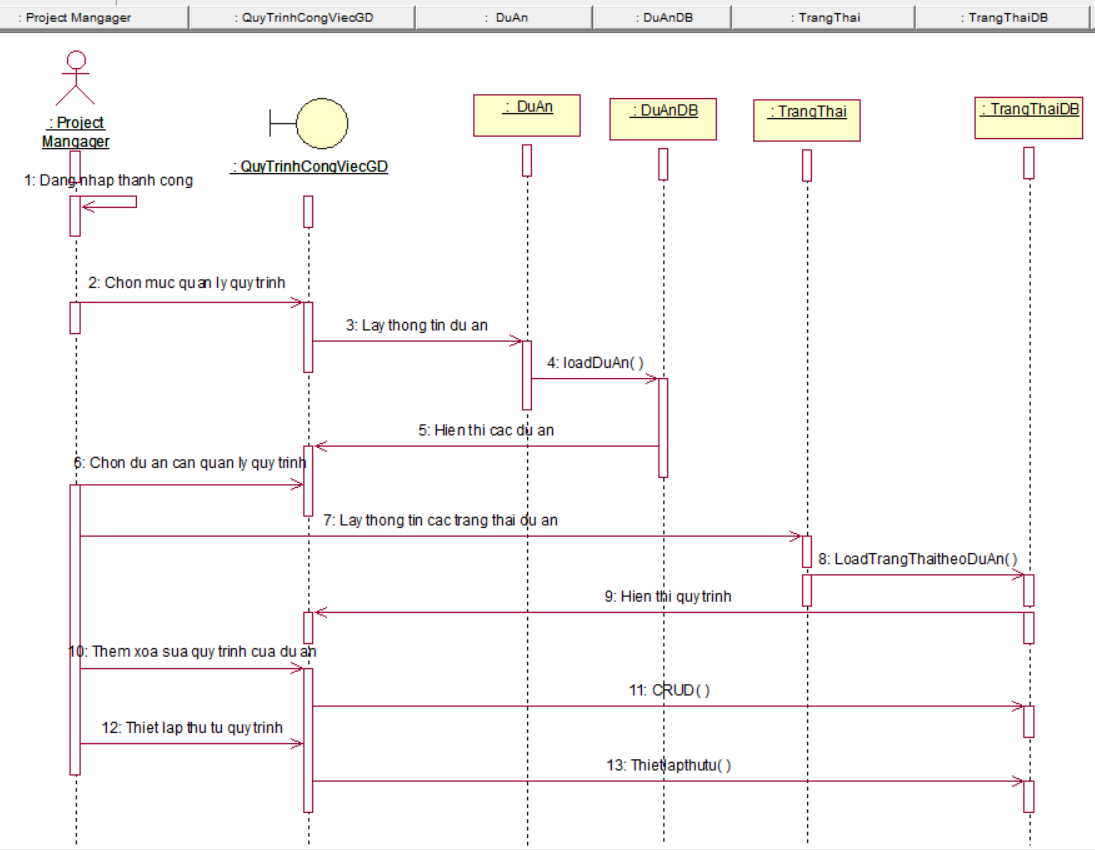 : Project Mangager
: QuyTrinhCongViecGD
: DuAn
: DuAnDB
: TrangThai
: TrangThaiDB
: Project
Mangager
: QuyTrinhCongViecGD
: DuAn
: DuAnDB
: TrangThai
: TrangThaiDB
1: Dang nhap thanh cong
2: Chon muc quan ly quy trinh
3: Lay thong tin du an
4: loadDuAn( )
5: Hien thi cac du an
6: Chon du an can quan ly quy trinh
7: Lay thong tin cac trang thai du an
8: LoadTrangThaitheoDuAn( )
9: Hien thi quy trinh
10: Them xoa sua quy trinh cua du an
11: CRUD( )
12: Thiet lap thu tu quy trinh
13: Thietlapthutu( )